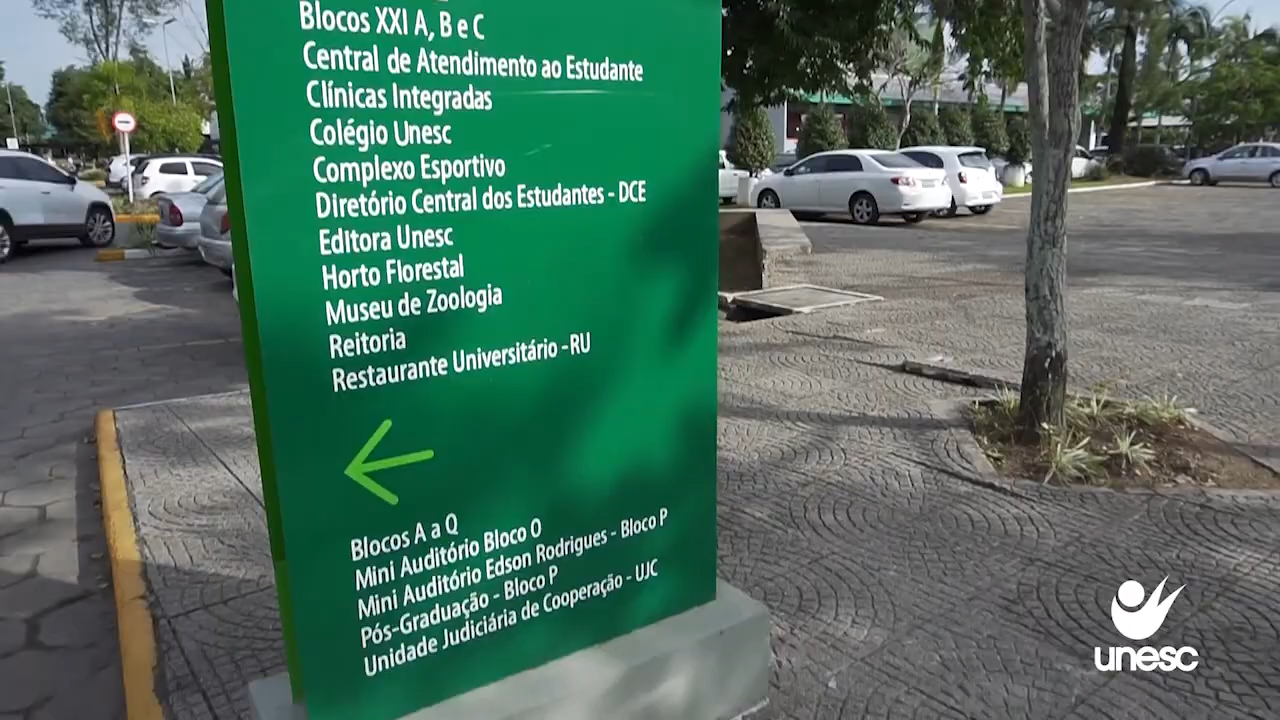 Blocos XXI A, B e C
Central de Atendimento ao Estudante
Clínicas Integradas
Colégio Unesc
Complexo Esportivo
Diretório Central dos Estudantes - DCE
Editora Unesc
Horto Florestal
Museu de Zoologia
Reitoria
Restaurante Universitário - RU
Blocos A a Q
Mini Auditório Bloco O
Mini Auditório Edson Rodrigues - Bloco P
Pós-Graduação - Bloco P
Unidade Judiciária de Cooperação - UJC
unesc